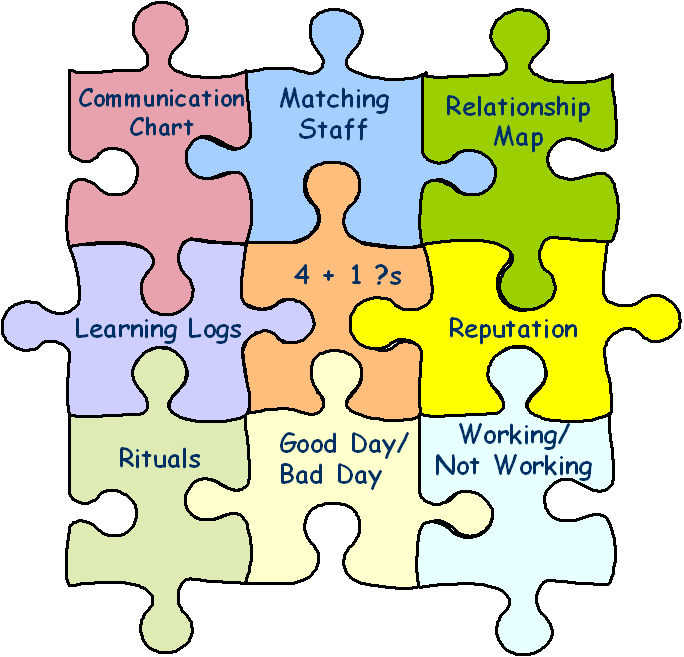 Communication
Chart
Matching
Staff
Relationship
Map
Learning Logs
4 + 1 ?s
Reputation
Rituals
Good Day/
Bad Day
Working/
Not Working